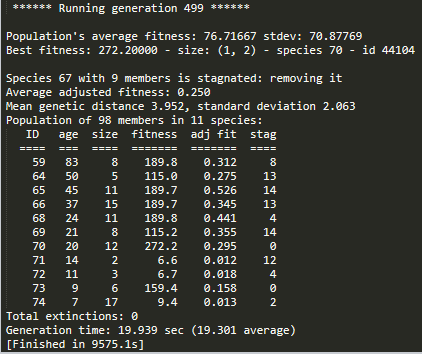 ****** Running generation 499 ******
Population's average fitness: 76.71667 stdev: 70.87769
Best fitness: 272.20000 - size: (1, 2) - species 70 - id 44104
Species 67 with 9 members is stagnated: removing it
Average adjusted fitness: 0.250
Mean genetic distance 3.952, standard deviation 2.063
Population of 98 members in 11 species:
ID age size fitness adj fit stag
==== === ==== ======= ======= ====
59 83 8 189.8 0.312 8
64 50 5 115.0 0.275 13
65 45 11 189.7 0.526 14
66 37 15 189.7 0.345 13
68 24 11 189.8 0.441 4
69 21 8 115.2 0.355 14
70 20 12 272.2 0.295 0
71 14 2 6.6 0.012 12
72 11 3 6.7 0.018 4
73 9 6 159.4 0.158 0
74 7 17 9.4 0.013 2
Total extinctions: 0
Generation time: 19.939 sec (19.301 average)
[Finished in 9575.1s]